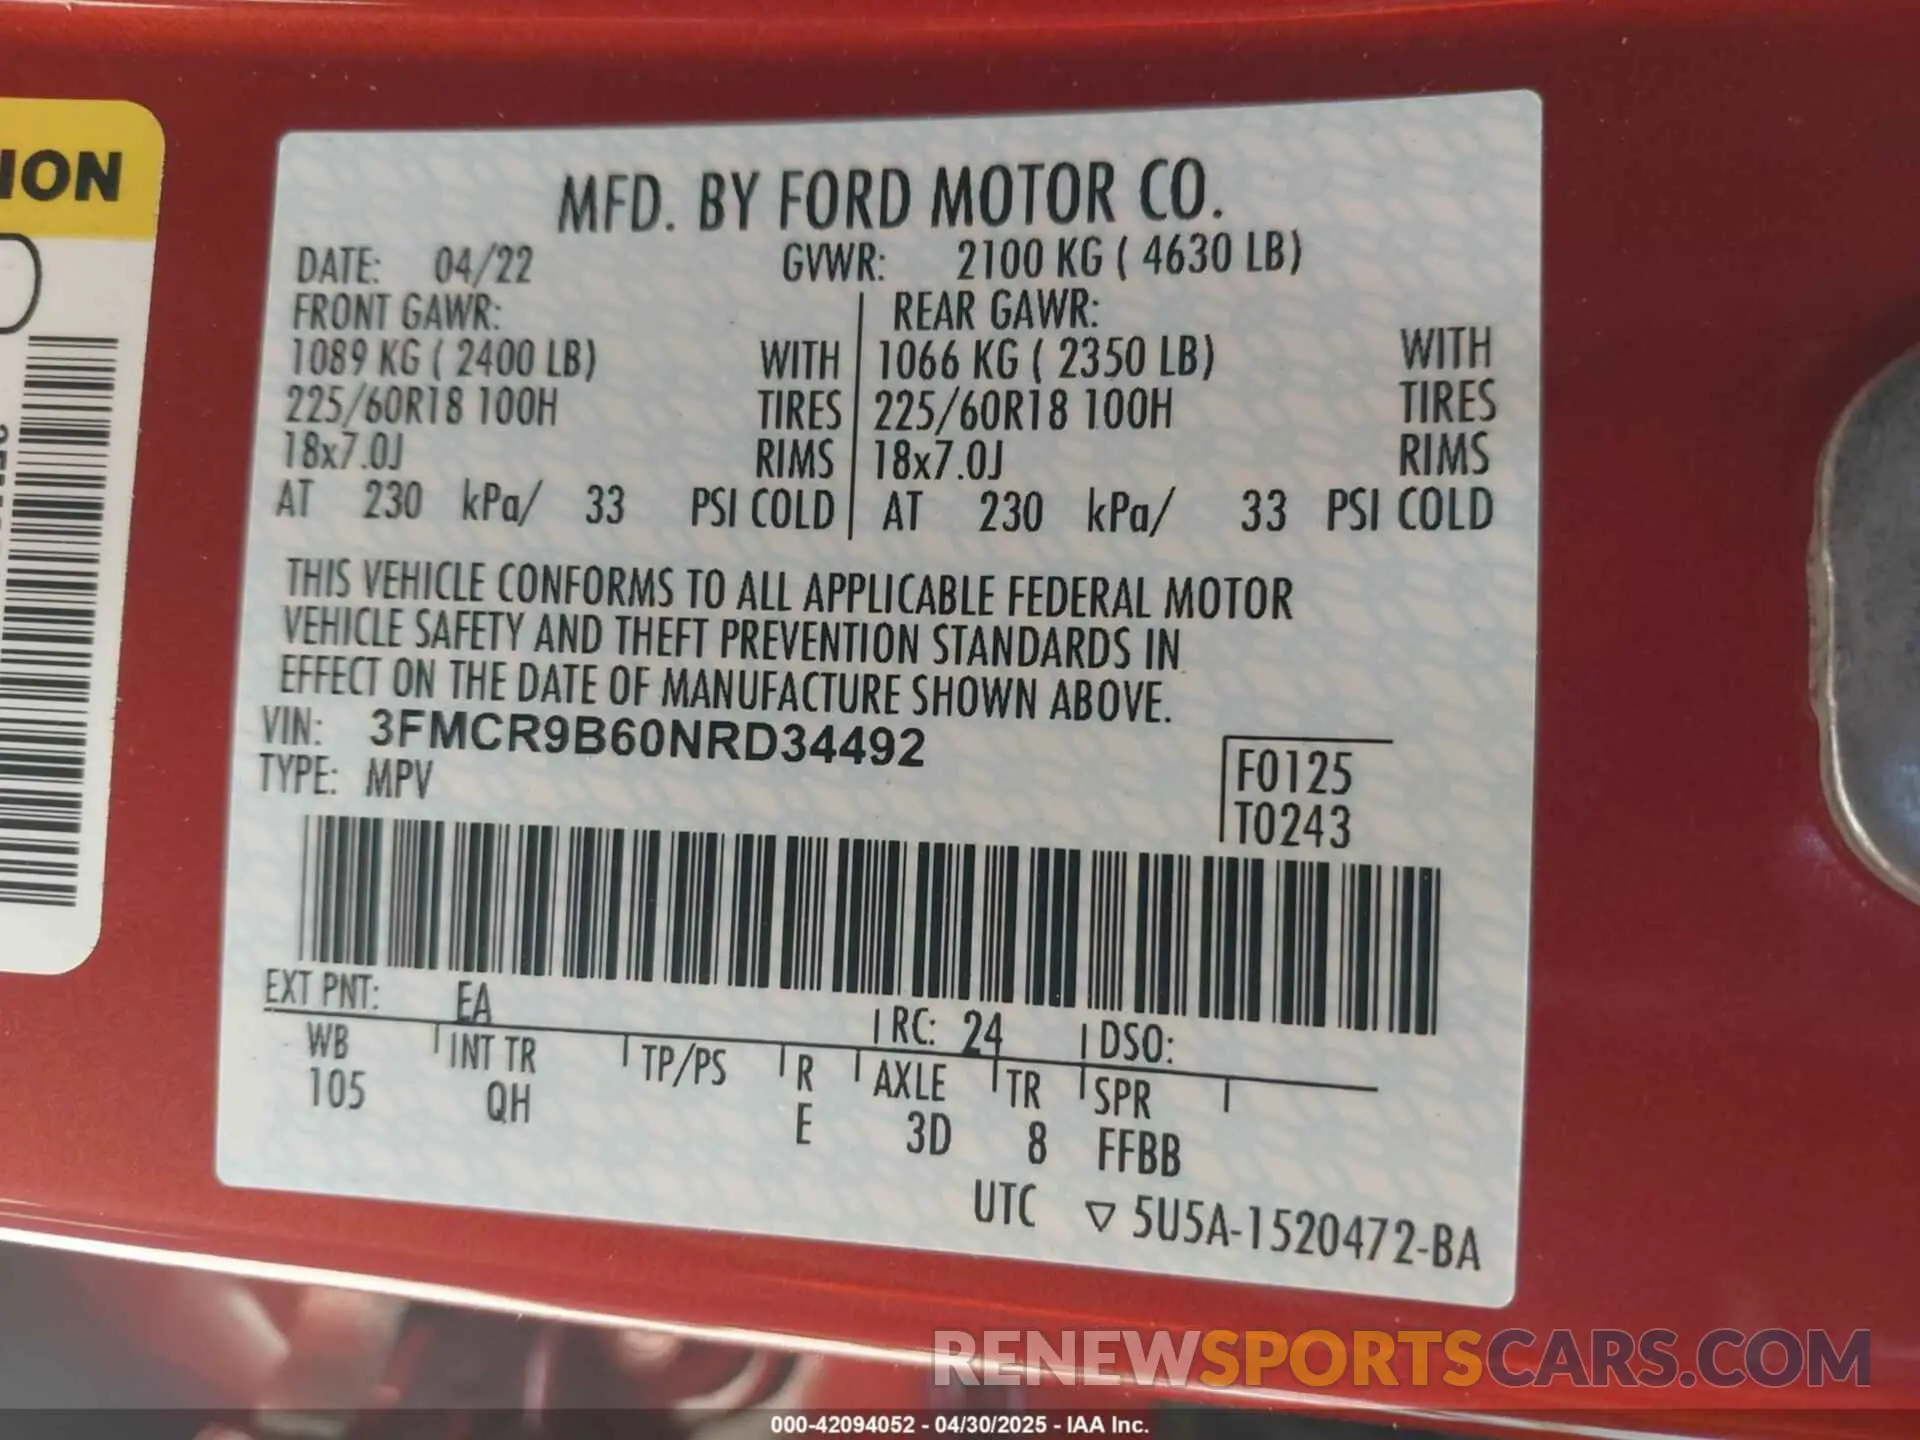 ION
MFD. BY FORD MOTOR CO.
DATE: 04/22 GVWR: 2100 KG ( 4630 LB)
FRONT GAWR: REAR GAWR:
1089 KG ( 2400 LB) WITH 1066 KG ( 2350 LB) WITH
225/60R18 100H TIRES 225/60R18 100H TIRES
18x7.0J RIMS 18x7.0J RIMS
AT 230 kPa/ 33 PSI COLD AT 230 kPa/ 33 PSI COLD
THIS VEHICLE CONFORMS TO ALL APPLICABLE FEDERAL MOTOR
VEHICLE SAFETY AND THEFT PREVENTION STANDARDS IN
EFFECT ON THE DATE OF MANUFACTURE SHOWN ABOVE.
VIN: 3FMCR9B60NRD34492
TYPE: MPV
F0125
T0243
EXT PNT: EA RC: 24 DSO:
WB INT TR TP/PS R AXLE TR SPR
105 QH E 3D 8 FFBB
UTC ▽ 5U5A-1520472-BA
RENEWSPORTSCARS.COM
000-42094052 - 04/30/2025 - IAA Inc.